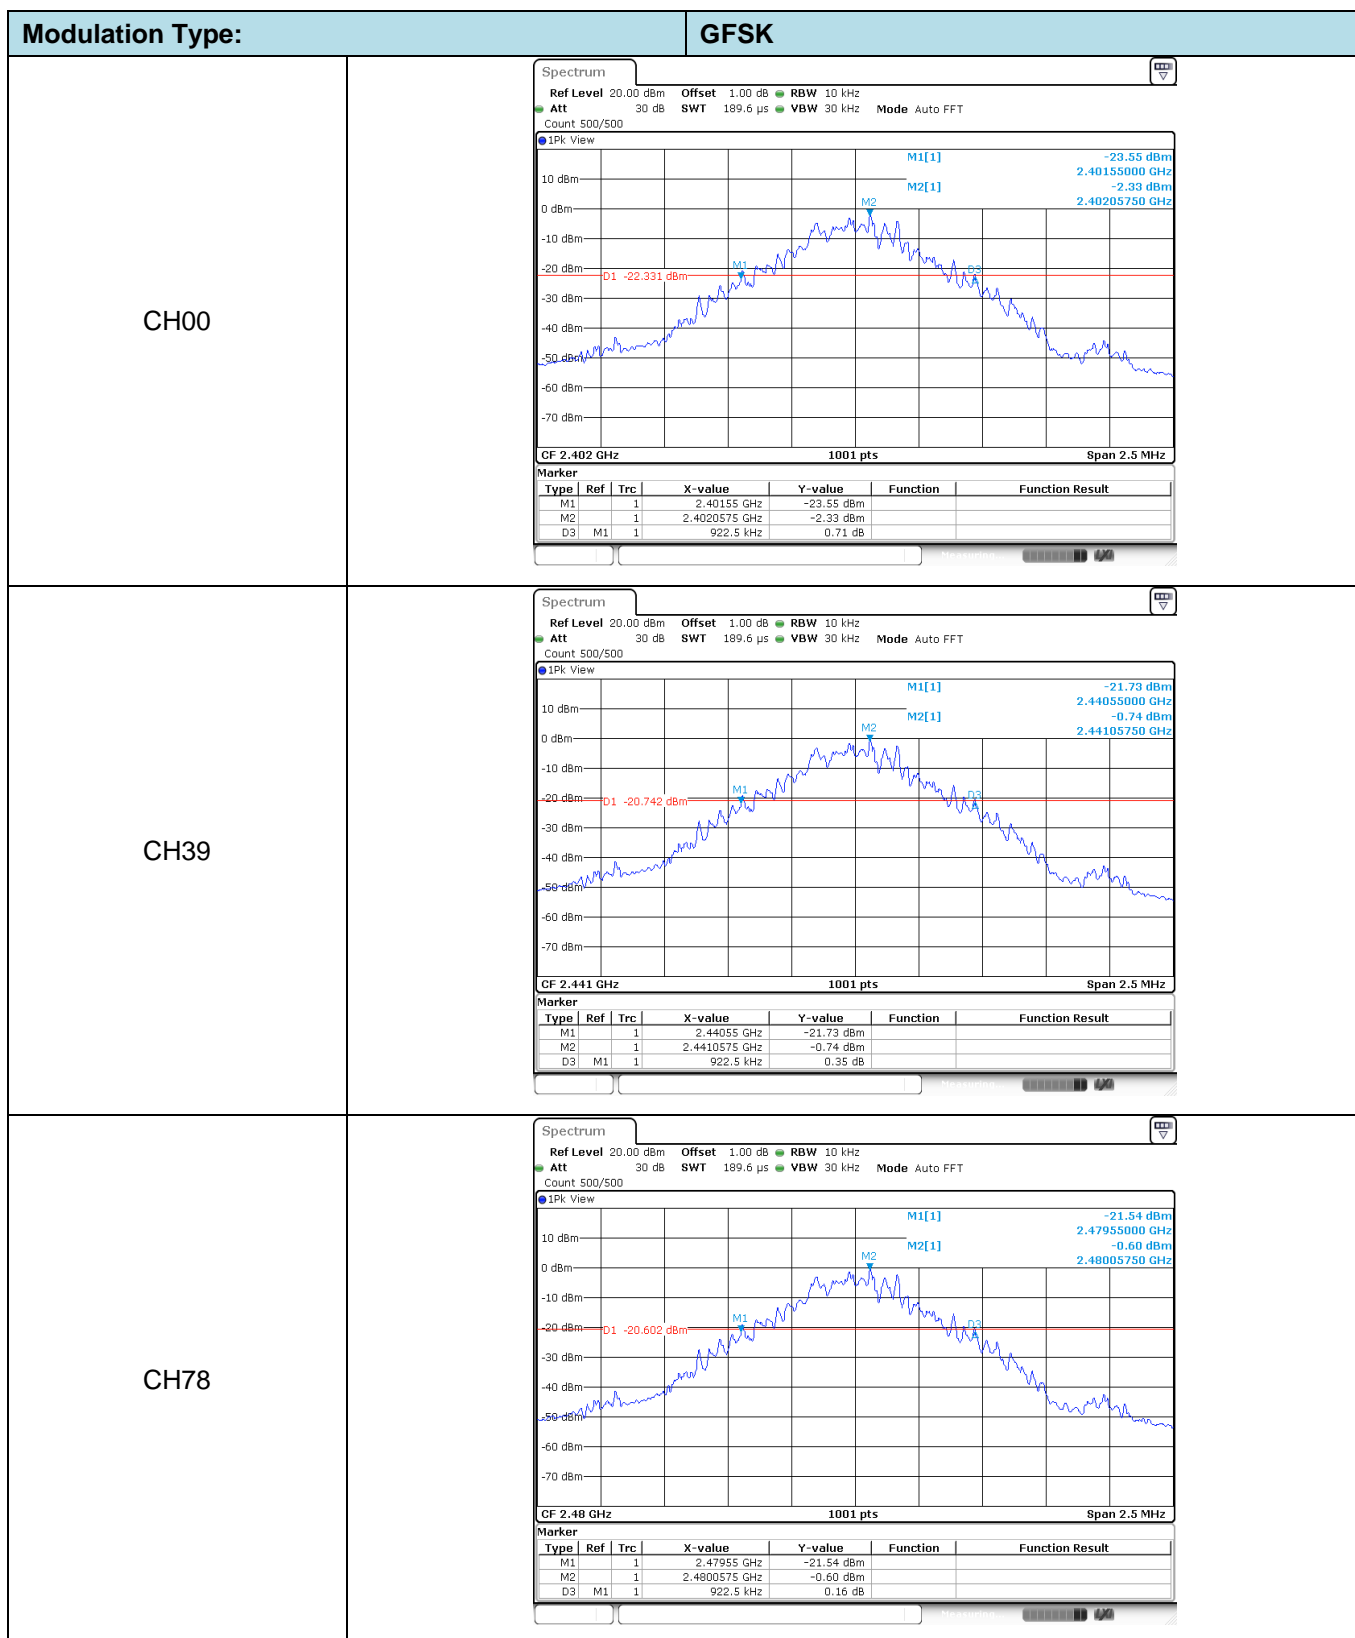 Modulation Type: GFSK
CH00
Spectrum
Ref Level 20.00 dBm Offset 1.00 dB RBW 10 kHz
Att 30 dB SWT 189.6 µs VBW 30 kHz Mode Auto FFT
Count 500/500
1Pk View
M1[1] -23.55 dBm
2.40155000 GHz
10 dBm
M2[1] -2.33 dBm
2.40205750 GHz
M2
0 dBm
-10 dBm
M1
-20 dBm
D3
D1 -22.331 dBm
-30 dBm
-40 dBm
-50 dBm
-60 dBm
-70 dBm
CF 2.402 GHz 1001 pts Span 2.5 MHz
Marker
Type Ref Trc X-value Y-value Function Function Result
M1 1 2.40155 GHz -23.55 dBm
M2 1 2.4020575 GHz -2.33 dBm
D3 M1 1 922.5 kHz 0.71 dB
Measuring...
CH39
Spectrum
Ref Level 20.00 dBm Offset 1.00 dB RBW 10 kHz
Att 30 dB SWT 189.6 µs VBW 30 kHz Mode Auto FFT
Count 500/500
1Pk View
M1[1] -21.73 dBm
2.44055000 GHz
10 dBm
M2[1] -0.74 dBm
2.44105750 GHz
M2
0 dBm
-10 dBm
M1
D3
-20 dBm
D1 -20.742 dBm
-30 dBm
-40 dBm
-50 dBm
-60 dBm
-70 dBm
CF 2.441 GHz 1001 pts Span 2.5 MHz
Marker
Type Ref Trc X-value Y-value Function Function Result
M1 1 2.44055 GHz -21.73 dBm
M2 1 2.4410575 GHz -0.74 dBm
D3 M1 1 922.5 kHz 0.35 dB
Measuring...
CH78
Spectrum
Ref Level 20.00 dBm Offset 1.00 dB RBW 10 kHz
Att 30 dB SWT 189.6 µs VBW 30 kHz Mode Auto FFT
Count 500/500
1Pk View
M1[1] -21.54 dBm
2.47955000 GHz
10 dBm
M2[1] -0.60 dBm
2.48005750 GHz
M2
0 dBm
-10 dBm
M1
D3
-20 dBm
D1 -20.602 dBm
-30 dBm
-40 dBm
-50 dBm
-60 dBm
-70 dBm
CF 2.48 GHz 1001 pts Span 2.5 MHz
Marker
Type Ref Trc X-value Y-value Function Function Result
M1 1 2.47955 GHz -21.54 dBm
M2 1 2.4800575 GHz -0.60 dBm
D3 M1 1 922.5 kHz 0.16 dB
Measuring...